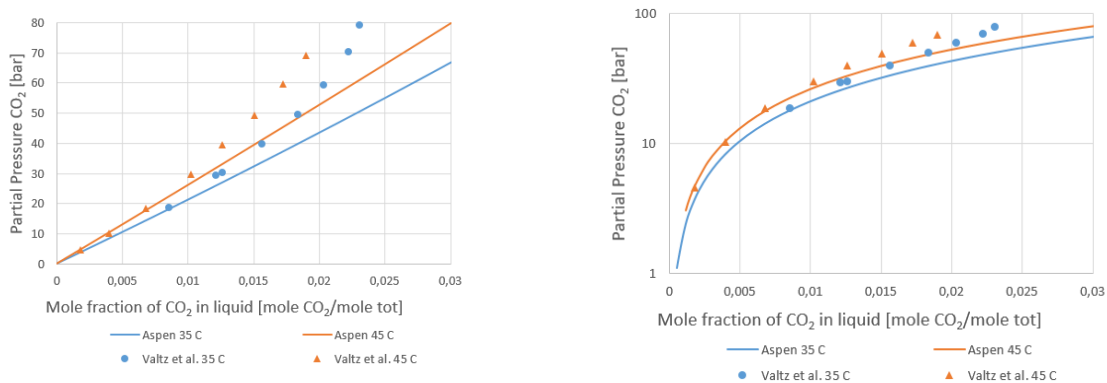 Partial Pressure CO₂ [bar]
80
70
60
50
40
30
20
10
0
0 0,005 0,01 0,015 0,02 0,025 0,03
Mole fraction of CO₂ in liquid [mole CO₂/mole tot]
Aspen 35 C Aspen 45 C
Valtz et al. 35 C Valtz et al. 45 C
Partial Pressure CO₂ [bar]
100
10
1
0 0,005 0,01 0,015 0,02 0,025 0,03
Mole fraction of CO₂ in liquid [mole CO₂/mole tot]
Aspen 35 C Aspen 45 C
Valtz et al. 35 C Valtz et al. 45 C